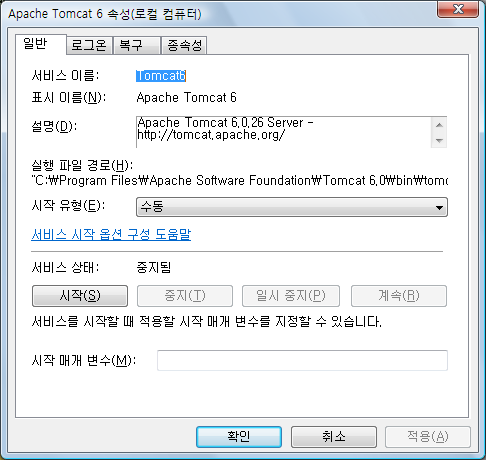 Apache Tomcat 6 속성(로컬 컴퓨터)
일반 로그온 복구 종속성
서비스 이름: Tomcat6
표시 이름(N): Apache Tomcat 6
설명(D): Apache Tomcat 6.0.26 Server -
http://tomcat.apache.org/
실행 파일 경로(H):
"C:₩Program Files₩Apache Software Foundation₩Tomcat 6.0₩bin₩tomc
시작 유형(E): 수동
서비스 시작 옵션 구성 도움말
서비스 상태: 중지됨
시작(S) 중지(T) 일시 중지(P) 계속(R)
서비스를 시작할 때 적용할 시작 매개 변수를 지정할 수 있습니다.
시작 매개 변수(M):
확인 취소 적용(A)